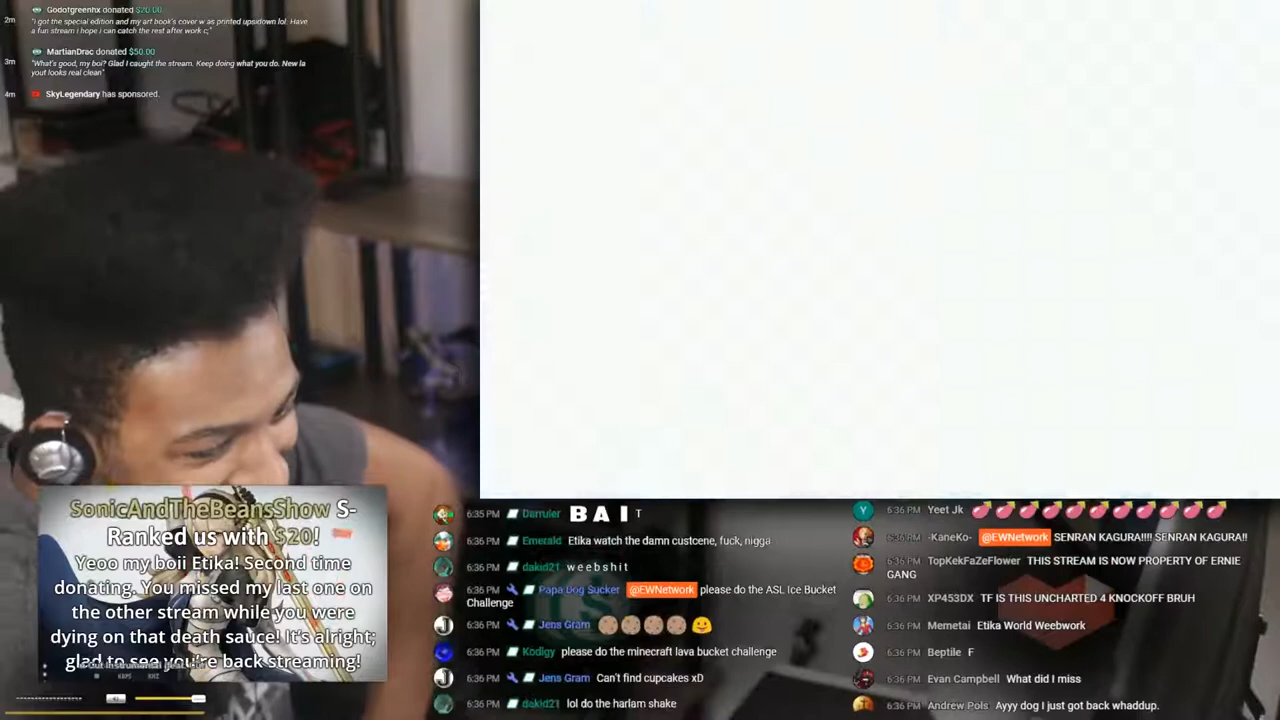 Godofgreenhx donated $20.00
2m
"I got the special edition and my art book's cover w as printed upsidown lol. Have
a fun stream i hope i can catch the rest after work c;"
MartianDrac donated $50.00
3m
"What's good, my boi? Glad I caught the stream. Keep doing what you do. New la
yout looks real clean"
4m SkyLegendary has sponsored.
SonicAndTheBeansShow S-
Ranked us with $20!
Yeoo my boii Etika! Second time
donating. You missed my last one on
the other stream while you were
dying on that death sauce! It's alright;
glad to see you're back streaming!
6:35 PM Darruler B A I T
6:36 PM Emerald Etika watch the damn custcene, fuck, nigga
6:36 PM dakid21 w e e b s h i t
6:36 PM Papa Dog Sucker @EWNetwork please do the ASL Ice Bucket
Challenge
6:36 PM Jens Gram
6:36 PM Kodigy please do the minecraft lava bucket challenge
6:36 PM Jens Gram Can't find cupcakes xD
6:36 PM dakid21 lol do the harlam shake
Y 6:36 PM Yeet Jk
6:36 PM -KaneKo- @EWNetwork SENRAN KAGURA!!!! SENRAN KAGURA!!
6:36 PM TopKekFaZeFlower THIS STREAM IS NOW PROPERTY OF ERNIE
GANG
6:36 PM XP453DX TF IS THIS UNCHARTED 4 KNOCKOFF BRUH
6:36 PM Memetai Etika World Weebwork
6:36 PM Beptile F
6:36 PM Evan Campbell What did I miss
6:36 PM Andrew Pols Ayyy dog I just got back whaddup.